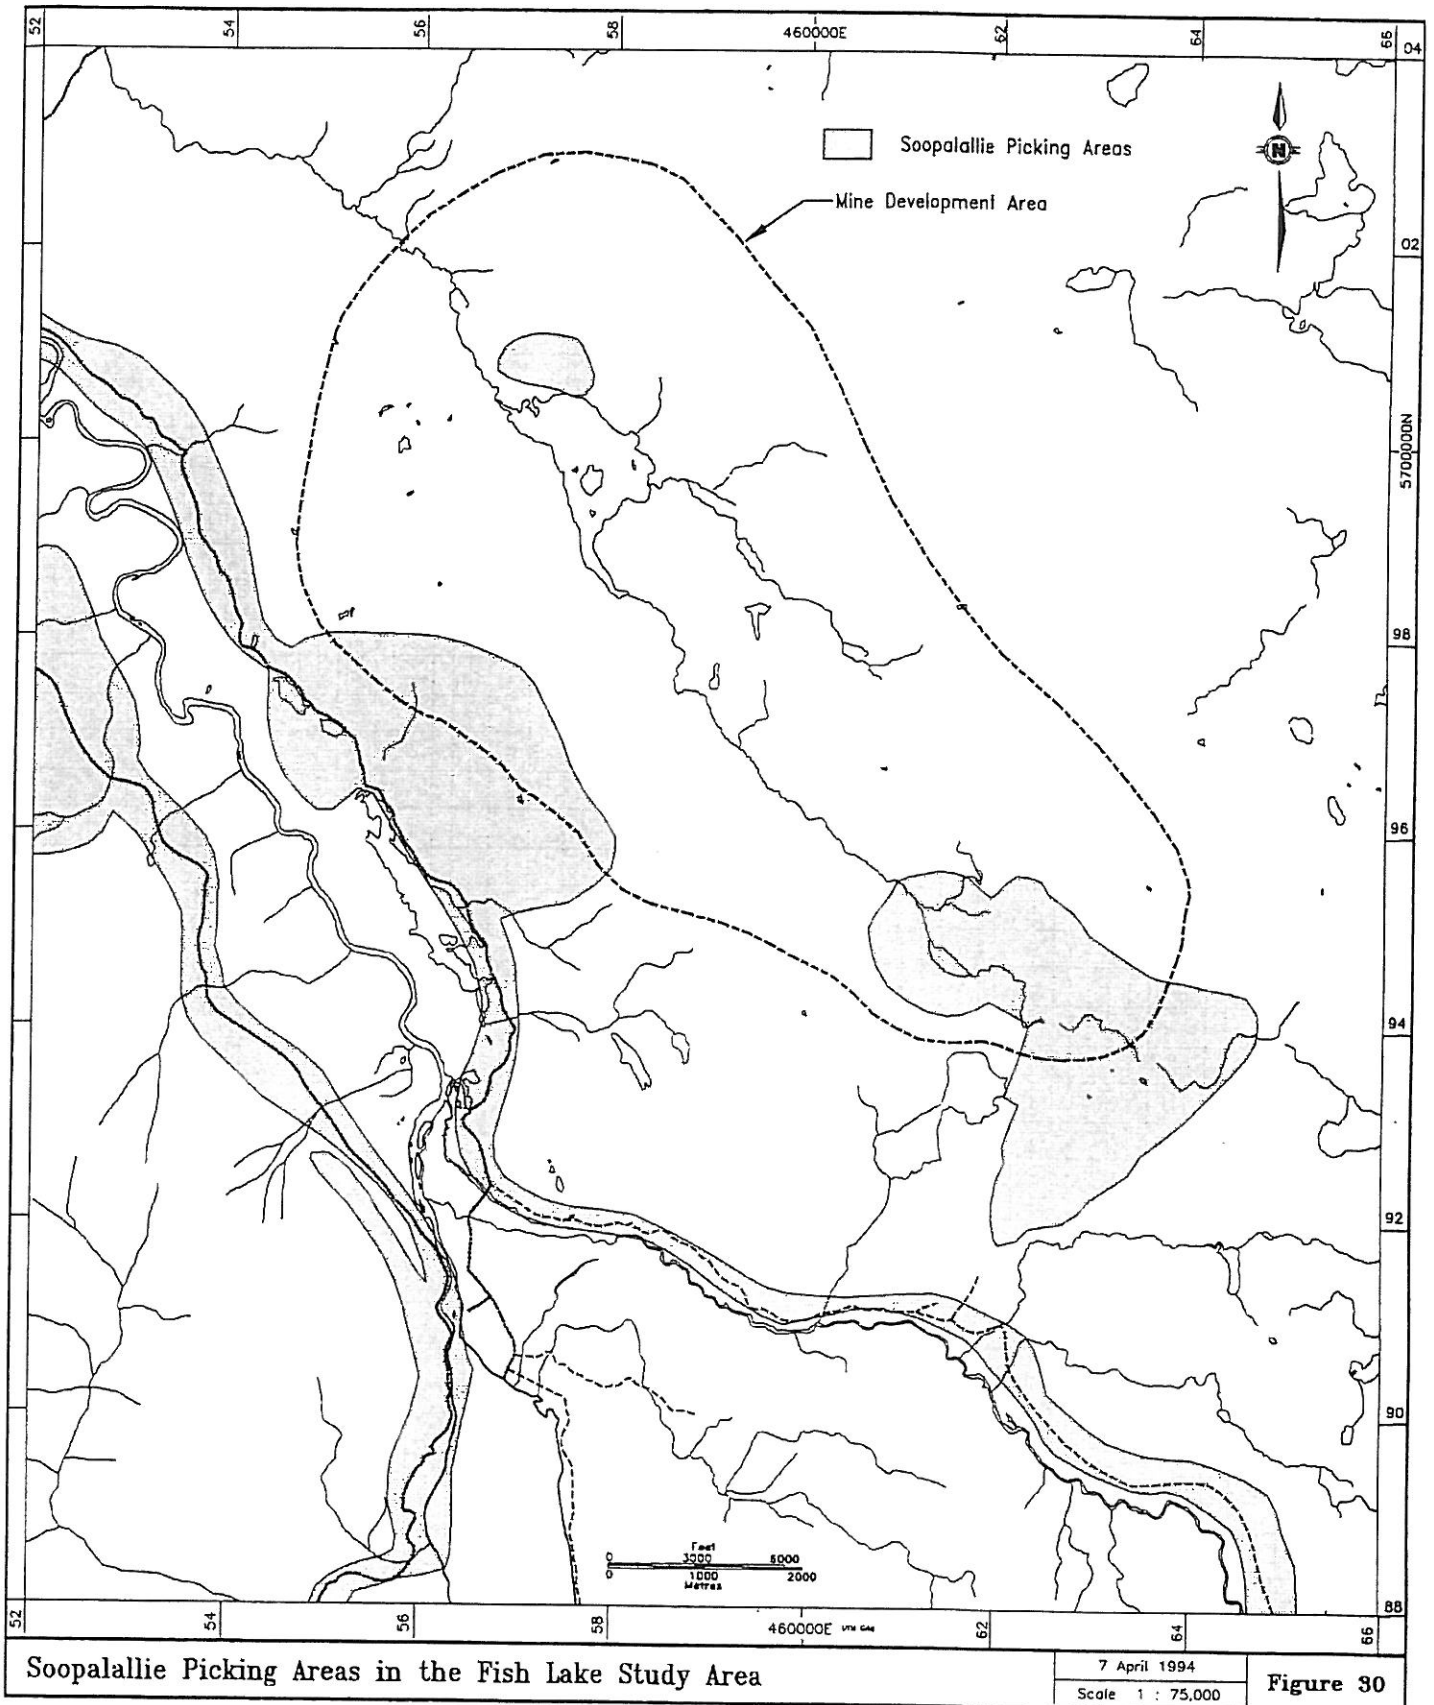 52 54 56 58 460000E 62 64 66
04
Soopalallie Picking Areas
N
Mine Development Area
02
5700000N
98
96
94
92
90
88
Feet
0 3000 6000
0 1000 2000
Metres
52 54 56 58 460000E 62 64 66
Soopalallie Picking Areas in the Fish Lake Study Area
7 April 1994
Scale 1 : 75,000
Figure 30